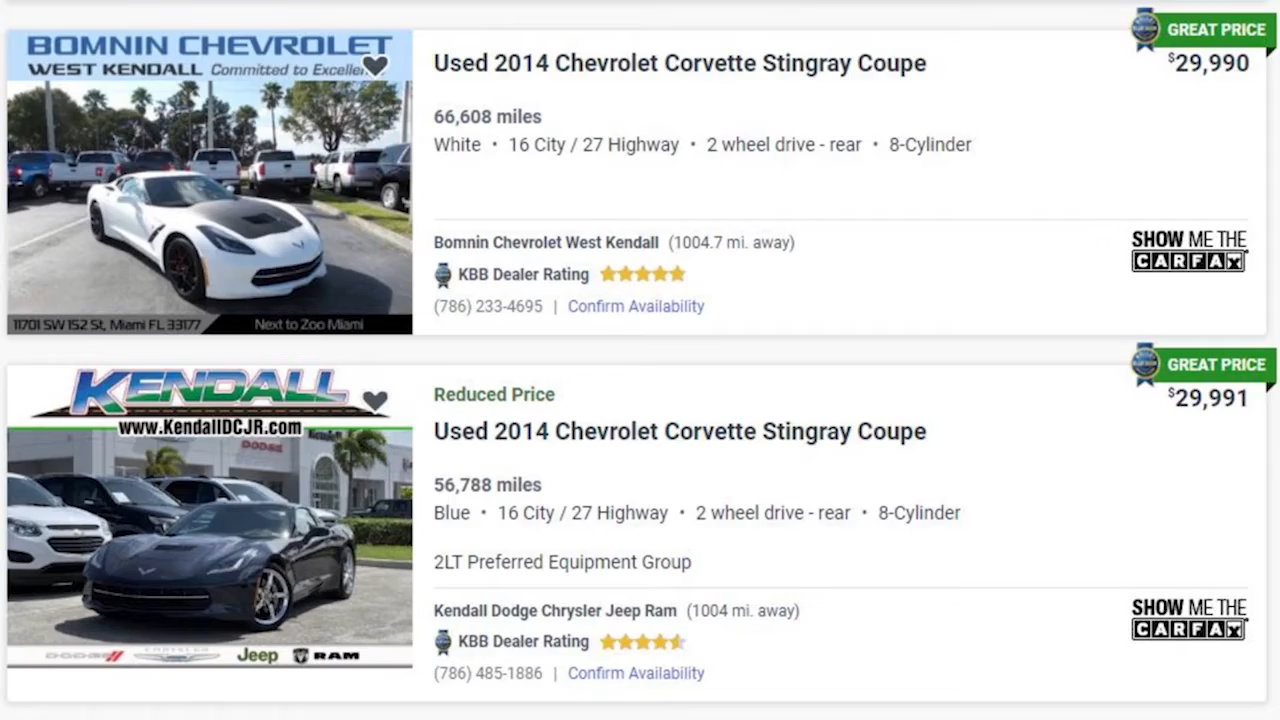 GREAT PRICE
BOMNIN CHEVROLET
WEST KENDALL Committed to
Used 2014 Chevrolet Corvette Stingray Coupe
$29,990
66,608 miles
White • 16 City / 27 Highway • 2 wheel drive - rear • 8-Cylinder
Bomnin Chevrolet West Kendall (1004.7 mi. away)
SHOW ME THE
CARFAX
KBB Dealer Rating
(786) 233-4695 | Confirm Availability
11701 SW 152 St, Miami FL 33177 Next to Zoo Miami
GREAT PRICE
KENDALL
www.KendallDCJR.com
Reduced Price
$29,991
Used 2014 Chevrolet Corvette Stingray Coupe
DODGE
56,788 miles
Blue • 16 City / 27 Highway • 2 wheel drive - rear • 8-Cylinder
2LT Preferred Equipment Group
Kendall Dodge Chrysler Jeep Ram (1004 mi. away)
SHOW ME THE
CARFAX
KBB Dealer Rating
DODGE CHRYSLER Jeep RAM
(786) 485-1886 | Confirm Availability